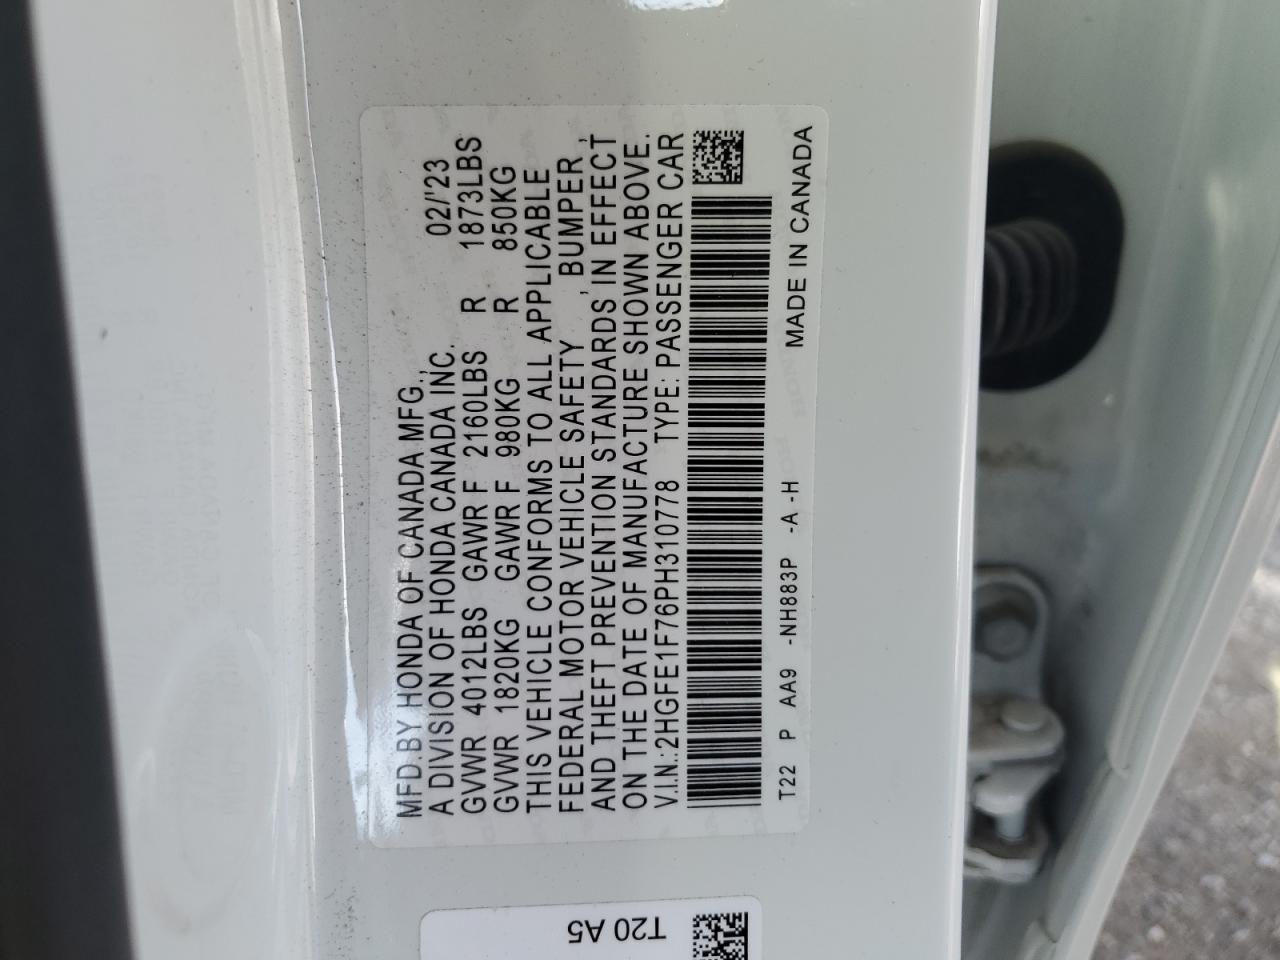 MFD.BY HONDA OF CANADA MFG.,
A DIVISION OF HONDA CANADA INC. 02/'23
GVWR 4012LBS GAWR F 2160LBS R 1873LBS
GVWR 1820KG GAWR F 980KG R 850KG
THIS VEHICLE CONFORMS TO ALL APPLICABLE
FEDERAL MOTOR VEHICLE SAFETY , BUMPER ,
AND THEFT PREVENTION STANDARDS IN EFFECT
ON THE DATE OF MANUFACTURE SHOWN ABOVE.
V.I.N.:2HGFE1F76PH310778 TYPE: PASSENGER CAR
T22 P AA9 -NH883P -A -H MADE IN CANADA
T20 A5